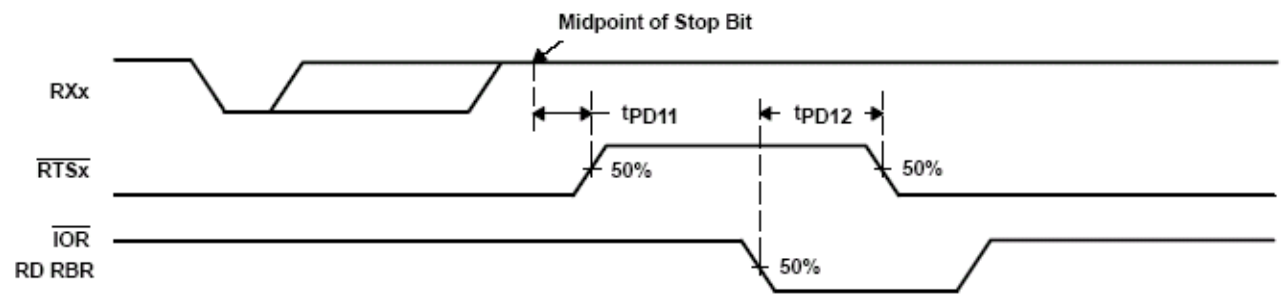 Midpoint of Stop Bit
RXx
tPD11
tPD12
RTSx
50%
50%
IOR
RD RBR
50%